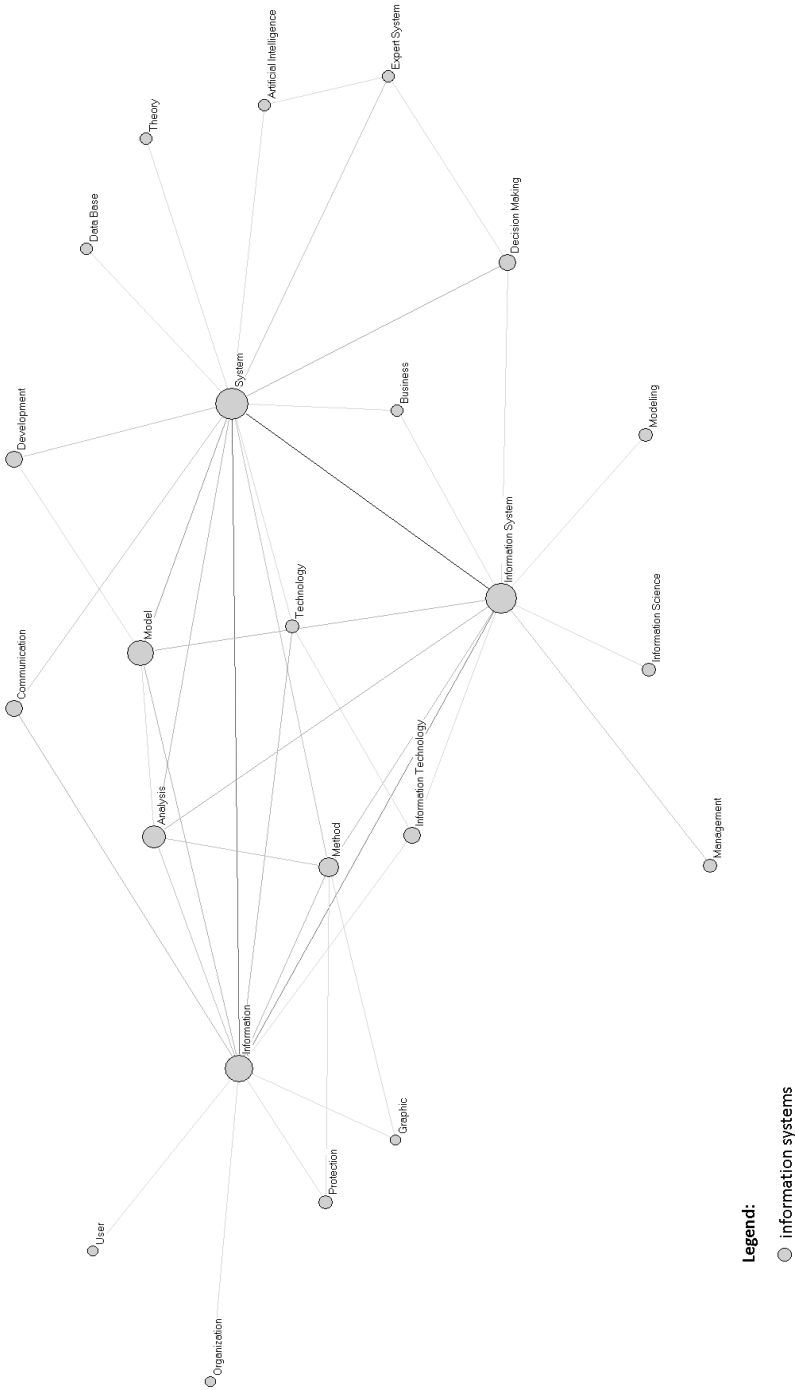 Expert System
Artificial Intelligence
Theory
Decision Making
Data Base
System
Business
Development
Modeling
Information System
Technology
Model
Information Science
Communication
Information Technology
Analysis
Method
Management
Information
Graphic
Protection
User
Organization
Legend:
information systems